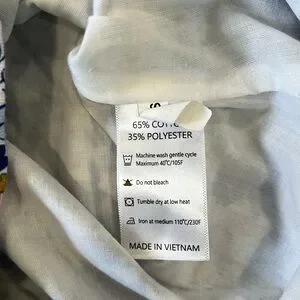 S
65% COTTON
35% POLYESTER
Machine wash gentle cycle
Maximum 40℃/105F
Do not bleach
Tumble dry at low heat
Iron at medium 110℃/230F
MADE IN VIETNAM